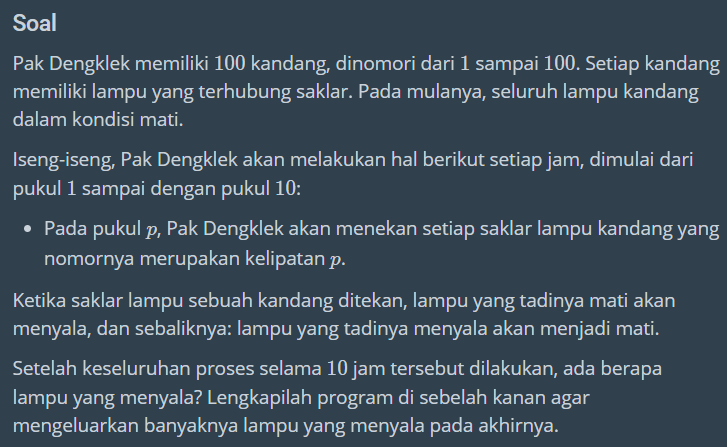 Soal
Pak Dengklek memiliki 100 kandang, dinomori dari 1 sampai 100. Setiap kandang
memiliki lampu yang terhubung saklar. Pada mulanya, seluruh lampu kandang
dalam kondisi mati.
Iseng-iseng, Pak Dengklek akan melakukan hal berikut setiap jam, dimulai dari
pukul 1 sampai dengan pukul 10:
• Pada pukul p, Pak Dengklek akan menekan setiap saklar lampu kandang yang
nomornya merupakan kelipatan p.
Ketika saklar lampu sebuah kandang ditekan, lampu yang tadinya mati akan
menyala, dan sebaliknya: lampu yang tadinya menyala akan menjadi mati.
Setelah keseluruhan proses selama 10 jam tersebut dilakukan, ada berapa
lampu yang menyala? Lengkapilah program di sebelah kanan agar
mengeluarkan banyaknya lampu yang menyala pada akhirnya.